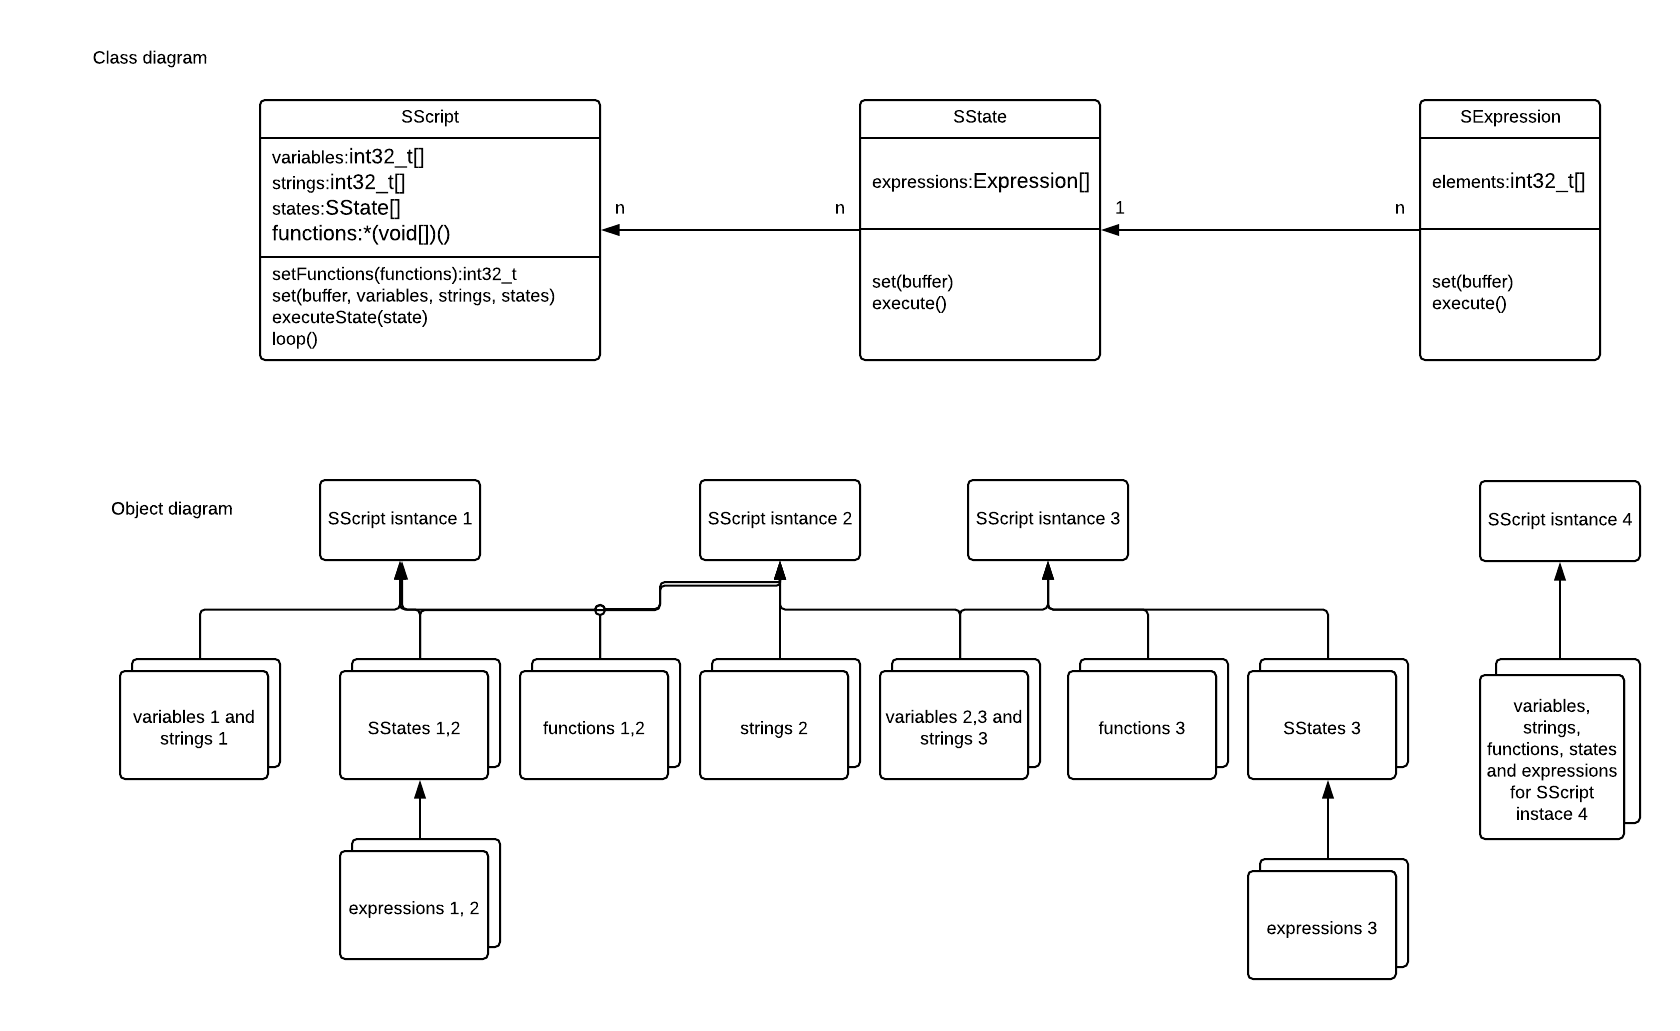 Class diagram
SScript
variables:int32_t[]
strings:int32_t[]
states:SState[]
functions:*(void[])()
setFunctions(functions):int32_t
set(buffer, variables, strings, states)
executeState(state)
loop()
n
n
SState
expressions:Expression[]
set(buffer)
execute()
1
n
SExpression
elements:int32_t[]
set(buffer)
execute()
Object diagram
SScript isntance 1
SScript isntance 2
SScript isntance 3
SScript isntance 4
variables 1 and
strings 1
SStates 1,2
functions 1,2
strings 2
variables 2,3 and
strings 3
functions 3
SStates 3
variables,
strings,
functions, states
and expressions
for SScript
instace 4
expressions 1, 2
expressions 3